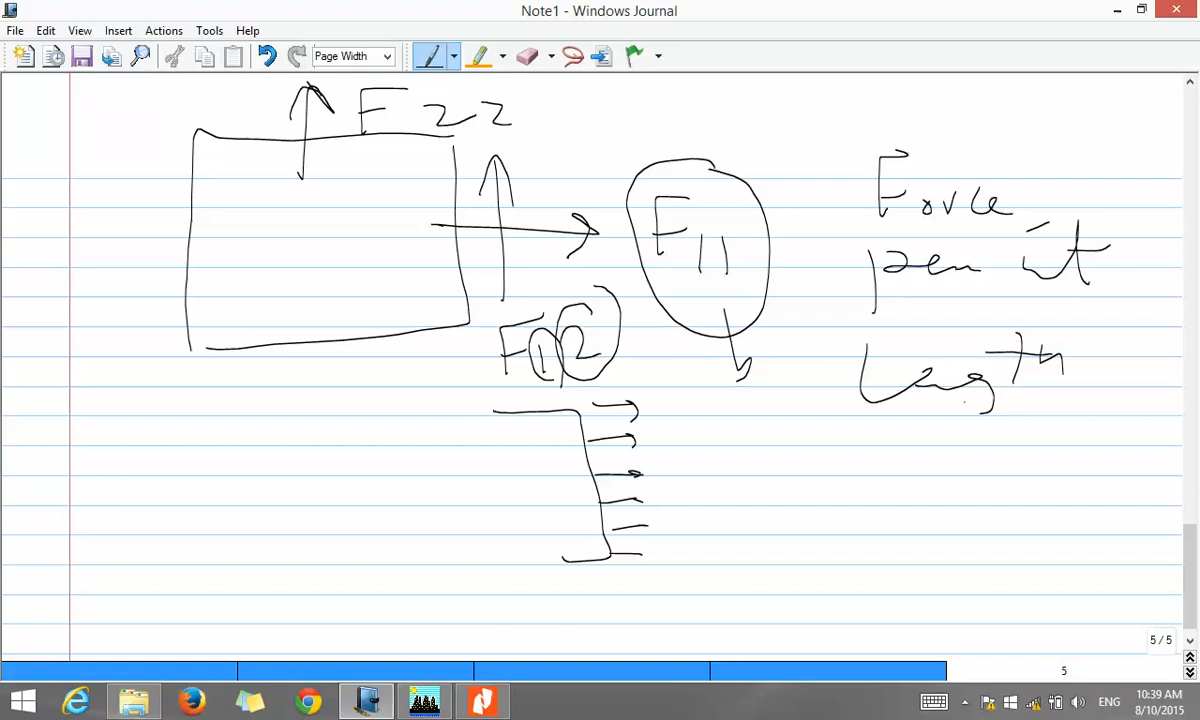 Note1 - Windows Journal
File Edit View Insert Actions Tools Help
Page Width
F22
F11
F12
Force
per unit
length
5 / 5
5
ENG
10:39 AM
8/10/2015